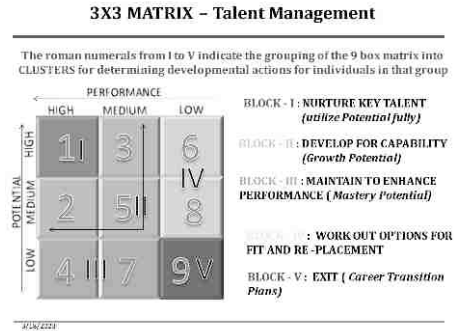 3X3 MATRIX – Talent Management
The roman numerals from I to V indicate the grouping of the 9 box matrix into
CLUSTERS for determining developmental actions for individuals in that group
PERFORMANCE
HIGH MEDIUM LOW
POTENTIAL
HIGH
MEDIUM
LOW
1 I 3 6
IV
2 5 II 8
4 III 7 9 V
BLOCK - I : NURTURE KEY TALENT
(utilize Potential fully)
BLOCK - II : DEVELOP FOR CAPABILITY
(Growth Potential)
BLOCK - III : MAINTAIN TO ENHANCE
PERFORMANCE ( Mastery Potential)
: WORK OUT OPTIONS FOR
FIT AND RE -PLACEMENT
BLOCK - V : EXIT ( Career Transition
Plans)